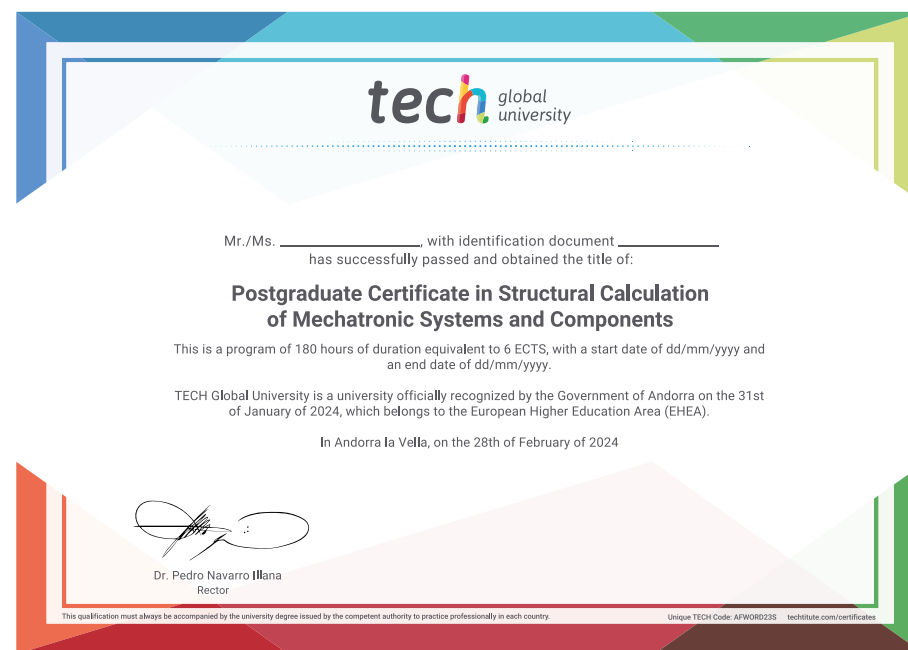 tech global
university
Mr./Ms. ____________, with identification document ____________
has successfully passed and obtained the title of:
Postgraduate Certificate in Structural Calculation
of Mechatronic Systems and Components
This is a program of 180 hours of duration equivalent to 6 ECTS, with a start date of dd/mm/yyyy and
an end date of dd/mm/yyyy.
TECH Global University is a university officially recognized by the Government of Andorra on the 31st
of January of 2024, which belongs to the European Higher Education Area (EHEA).
In Andorra la Vella, on the 28th of February of 2024
Dr. Pedro Navarro Illana
Rector
This qualification must always be accompanied by the university degree issued by the competent authority to practice professionally in each country.
Unique TECH Code: AFWORD23S techtitute.com/certificates